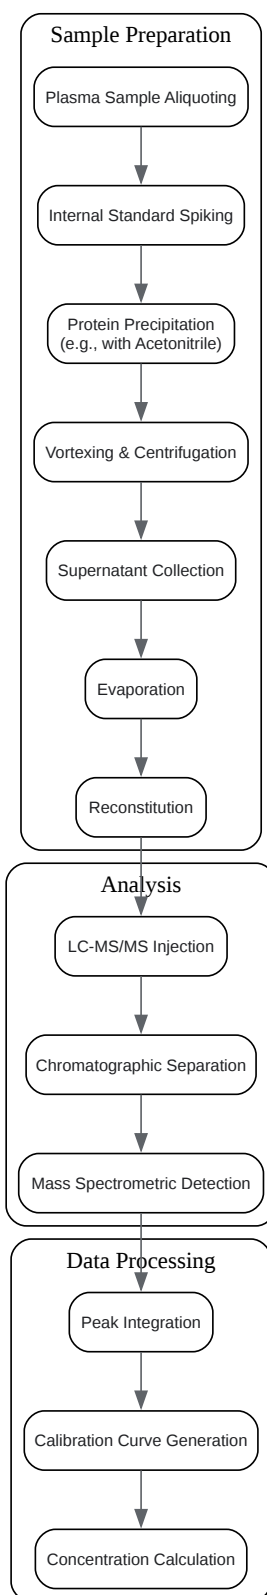 Sample Preparation
Plasma Sample Aliquoting
Internal Standard Spiking
Protein Precipitation
(e.g., with Acetonitrile)
Vortexing & Centrifugation
Supernatant Collection
Evaporation
Reconstitution
Analysis
LC-MS/MS Injection
Chromatographic Separation
Mass Spectrometric Detection
Data Processing
Peak Integration
Calibration Curve Generation
Concentration Calculation